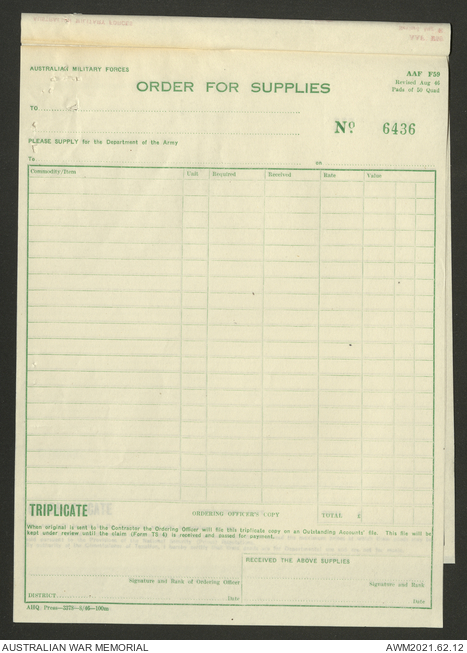 AUSTRALIAN MILITARY FORCES
AAF F59
Revised Aug 45
Pads of 50 Quad
ORDER FOR SUPPLIES
TO
No. 6436
PLEASE SUPPLY for the Department of the Army
To on
Commodity/Item Unit Required Received Rate Value
TRIPLICATE
ORDERING OFFICER'S COPY TOTAL £
When original is sent to the Contractor the Ordering Officer will file this triplicate copy on an Outstanding Accounts' file. This file will be
kept under review until the claim (Form TS 4) is received and passed for payment.
RECEIVED THE ABOVE SUPPLIES
Signature and Rank of Ordering Officer
Signature and Rank
DISTRICT Date
Date
AHQ. Press
AUSTRALIAN WAR MEMORIAL
AWM2021.62.12